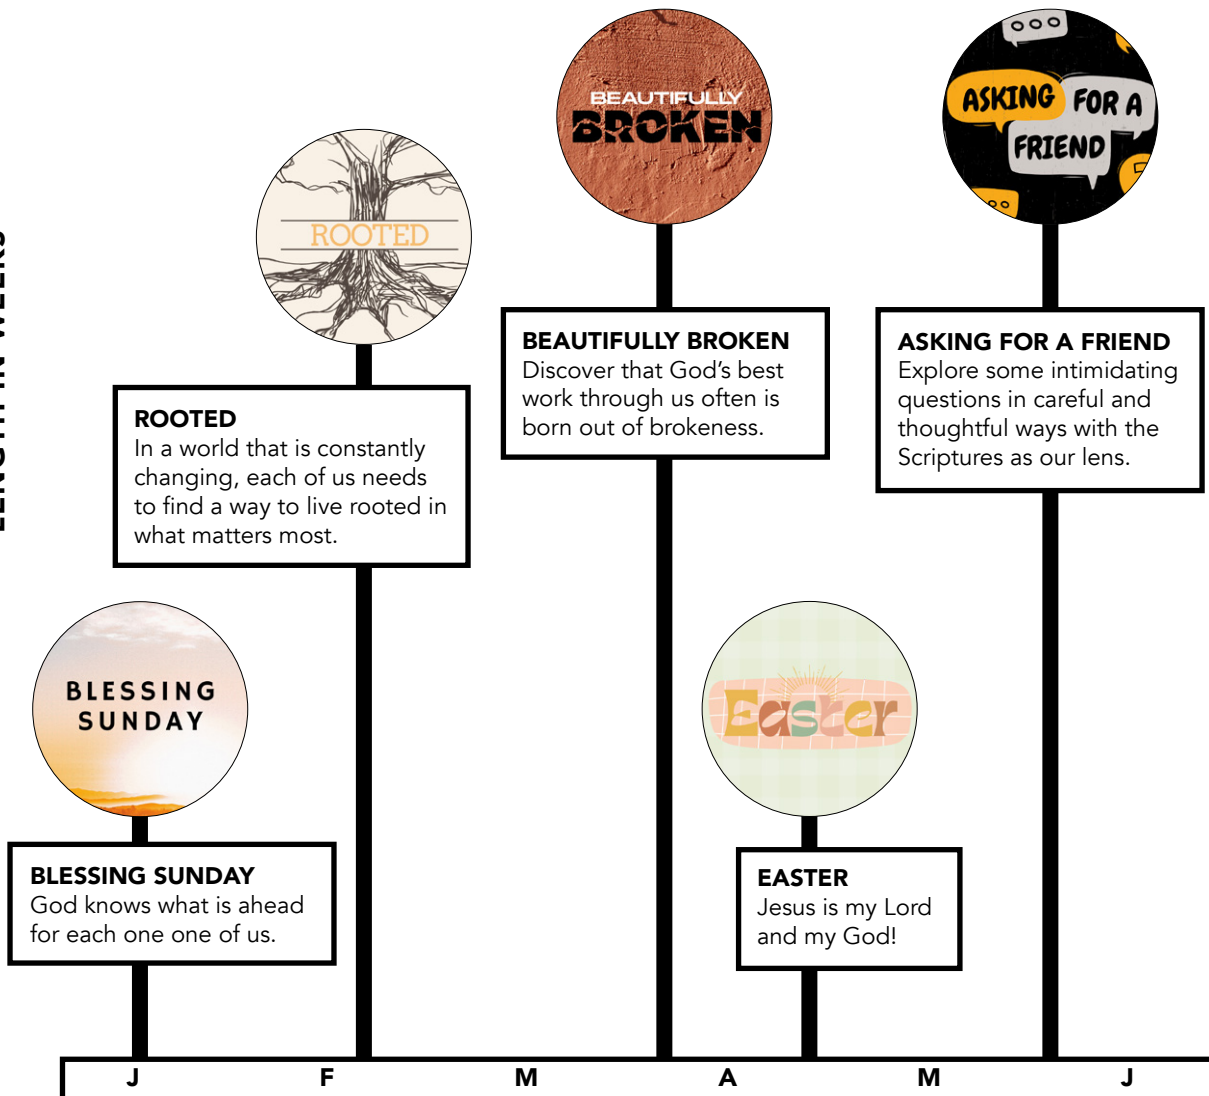 LENGTH IN WEEKS
BEAUTIFULLY
BROKEN
ASKING FOR A
FRIEND
ROOTED
BEAUTIFULLY BROKEN
Discover that God’s best
work through us often is
born out of brokeness.
ASKING FOR A FRIEND
Explore some intimidating
questions in careful and
thoughtful ways with the
Scriptures as our lens.
ROOTED
In a world that is constantly
changing, each of us needs
to find a way to live rooted in
what matters most.
BLESSING
SUNDAY
Easter
BLESSING SUNDAY
God knows what is ahead
for each one one of us.
EASTER
Jesus is my Lord
and my God!
J F M A M J